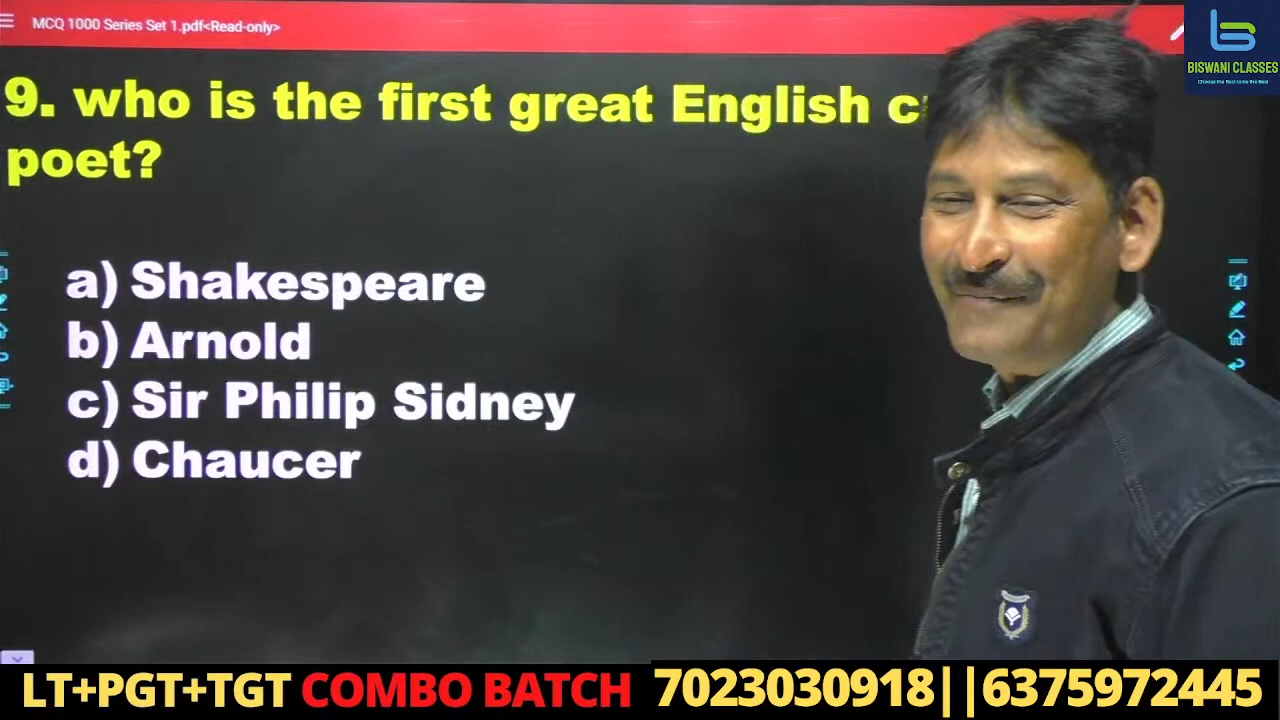 MCQ 1000 Series Set 1.pdf<Read-only>
BISWANI CLASSES
9. who is the first great English
poet?
a) Shakespeare
b) Arnold
c) Sir Philip Sidney
d) Chaucer
LT+PGT+TGT COMBO BATCH 7023030918||6375972445